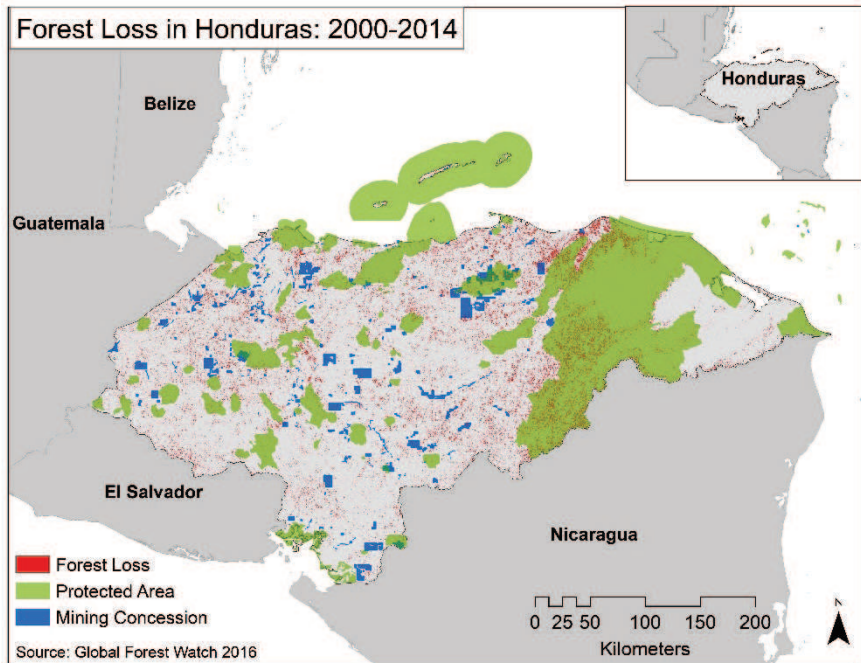 Forest Loss in Honduras: 2000-2014
Honduras
Belize
Guatemala
El Salvador
Nicaragua
Forest Loss
Protected Area
Mining Concession
0 25 50 100 150 200
Kilometers
N
Source: Global Forest Watch 2016